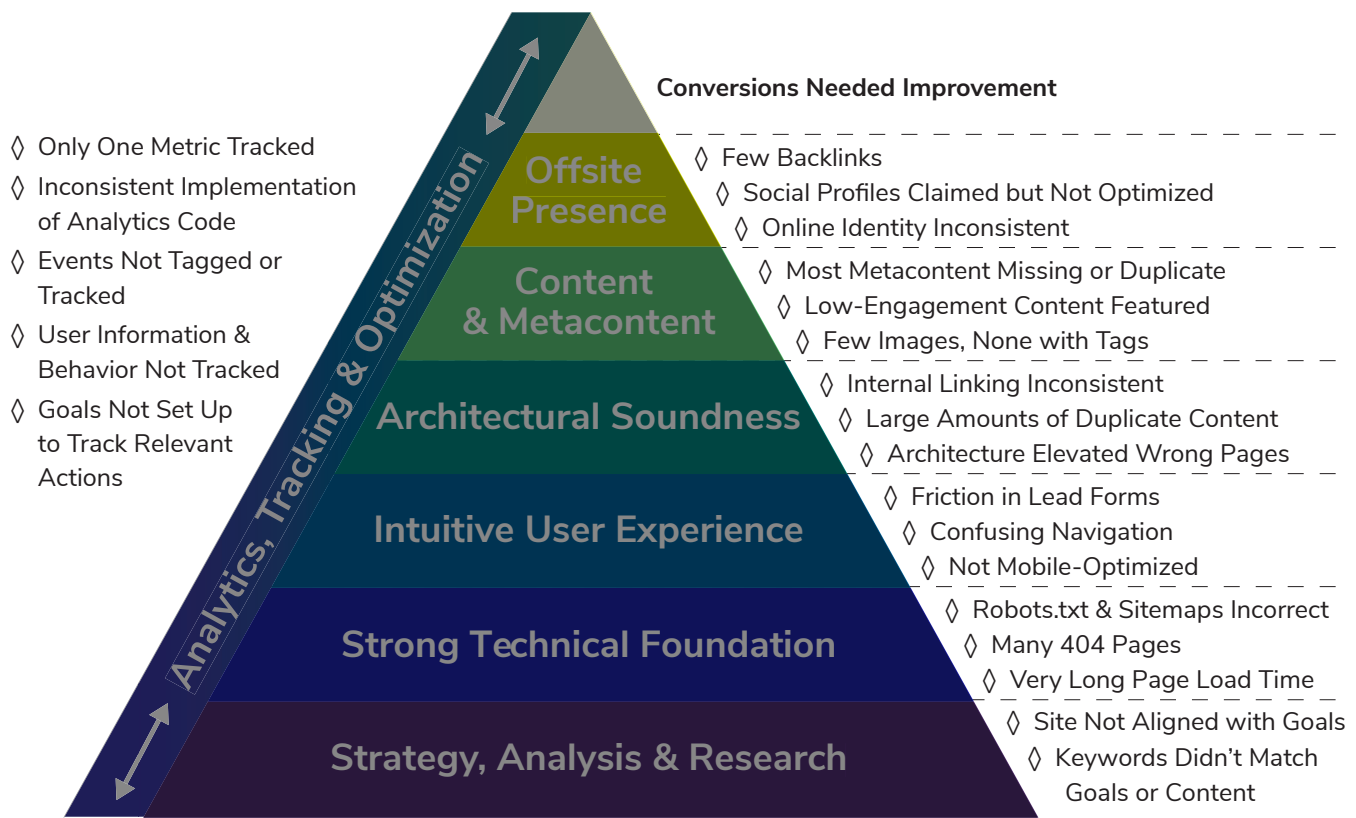 Conversions Needed Improvement
◊ Only One Metric Tracked
◊ Inconsistent Implementation
of Analytics Code
◊ Events Not Tagged or
Tracked
◊ User Information &
Behavior Not Tracked
◊ Goals Not Set Up
to Track Relevant
Actions
Analytics, Tracking & Optimization
Offsite
Presence
◊ Few Backlinks
◊ Social Profiles Claimed but Not Optimized
◊ Online Identity Inconsistent
Content
& Metacontent
◊ Most Metacontent Missing or Duplicate
◊ Low-Engagement Content Featured
◊ Few Images, None with Tags
Architectural Soundness
◊ Internal Linking Inconsistent
◊ Large Amounts of Duplicate Content
◊ Architecture Elevated Wrong Pages
Intuitive User Experience
◊ Friction in Lead Forms
◊ Confusing Navigation
◊ Not Mobile-Optimized
Strong Technical Foundation
◊ Robots.txt & Sitemaps Incorrect
◊ Many 404 Pages
◊ Very Long Page Load Time
Strategy, Analysis & Research
◊ Site Not Aligned with Goals
◊ Keywords Didn’t Match
Goals or Content